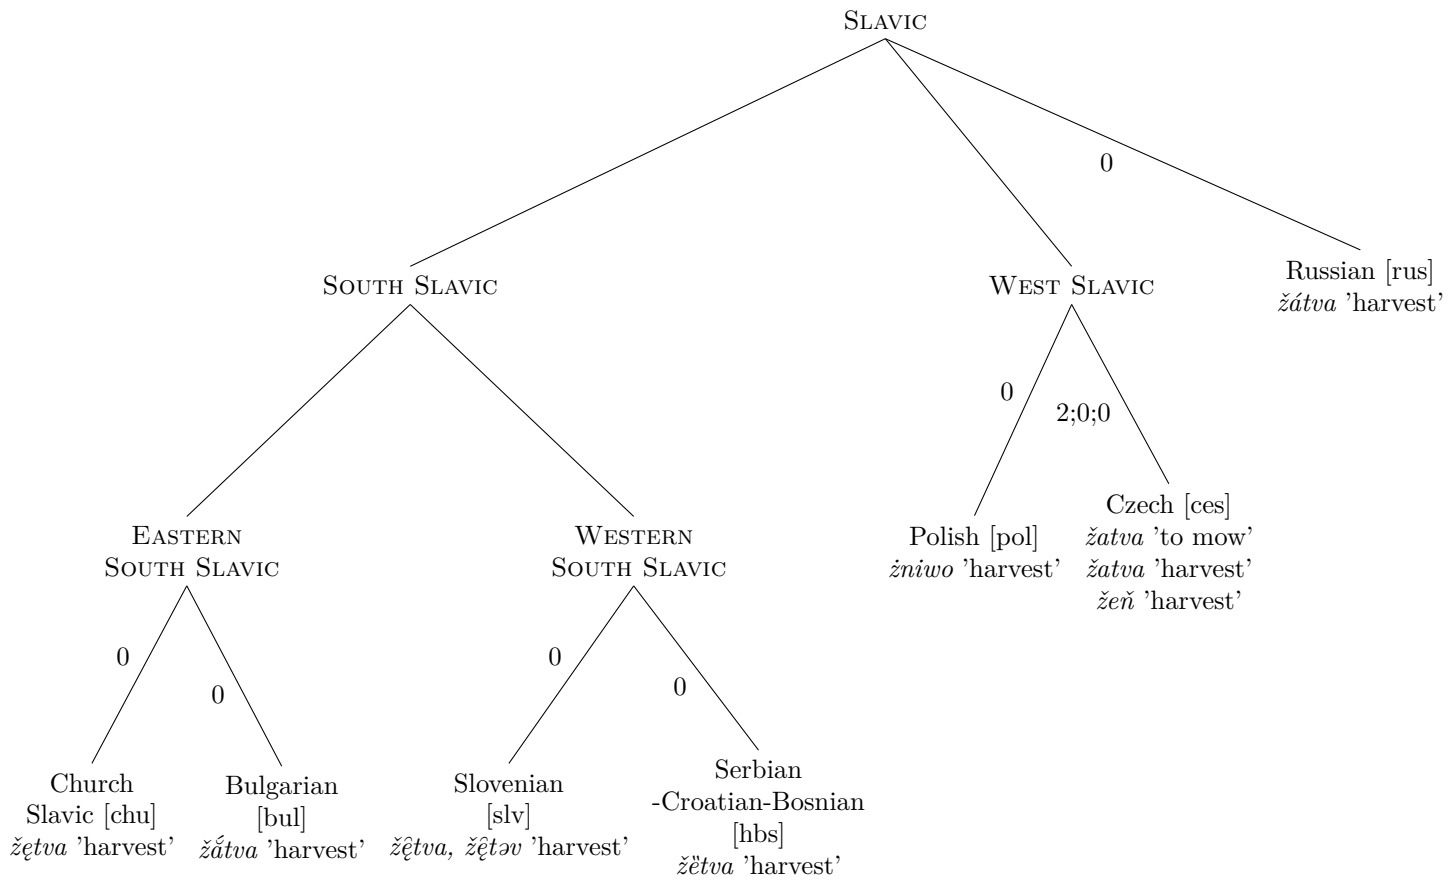 SLAVIC
0
SOUTH SLAVIC
WEST SLAVIC
Russian [rus]
žátva 'harvest'
0
2;0;0
EASTERN
SOUTH SLAVIC
WESTERN
SOUTH SLAVIC
Polish [pol]
żniwo 'harvest'
Czech [ces]
žatva 'to mow'
žatva 'harvest'
žeň 'harvest'
0
0
0
0
Church
Slavic [chu]
žętva 'harvest'
Bulgarian
[bul]
žǎ́tva 'harvest'
Slovenian
[slv]
žę̑tva, žę̑təv 'harvest'
Serbian
-Croatian-Bosnian
[hbs]
žȅtva 'harvest'